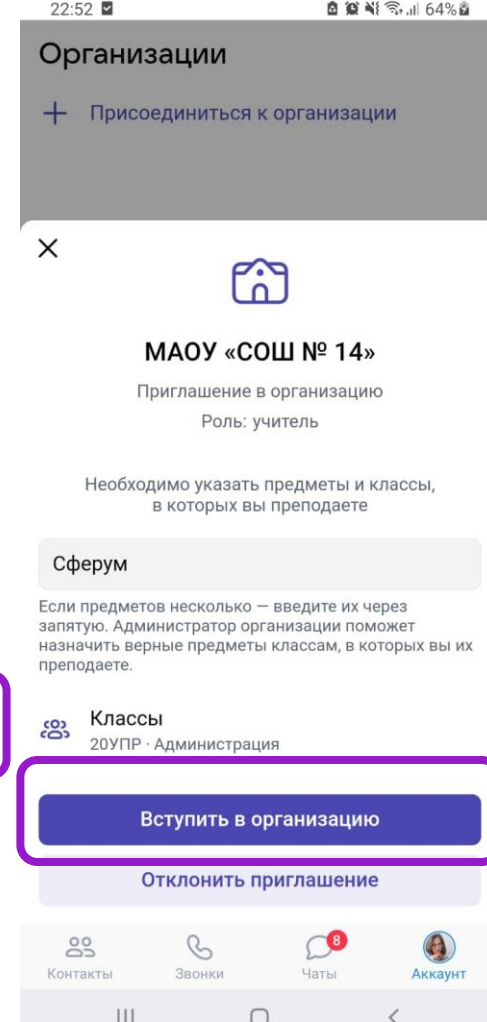 22:52 64%
Организации
Присоединиться к организации
МАОУ «СОШ № 14»
Приглашение в организацию
Роль: учитель
Необходимо указать предметы и классы,
в которых вы преподаете
Сферум
Если предметов несколько — введите их через
запятую. Администратор организации поможет
назначить верные предметы классам, в которых вы их
преподаете.
Классы
20УПР · Администрация
Вступить в организацию
Отклонить приглашение
8
Контакты Звонки Чаты Аккаунт